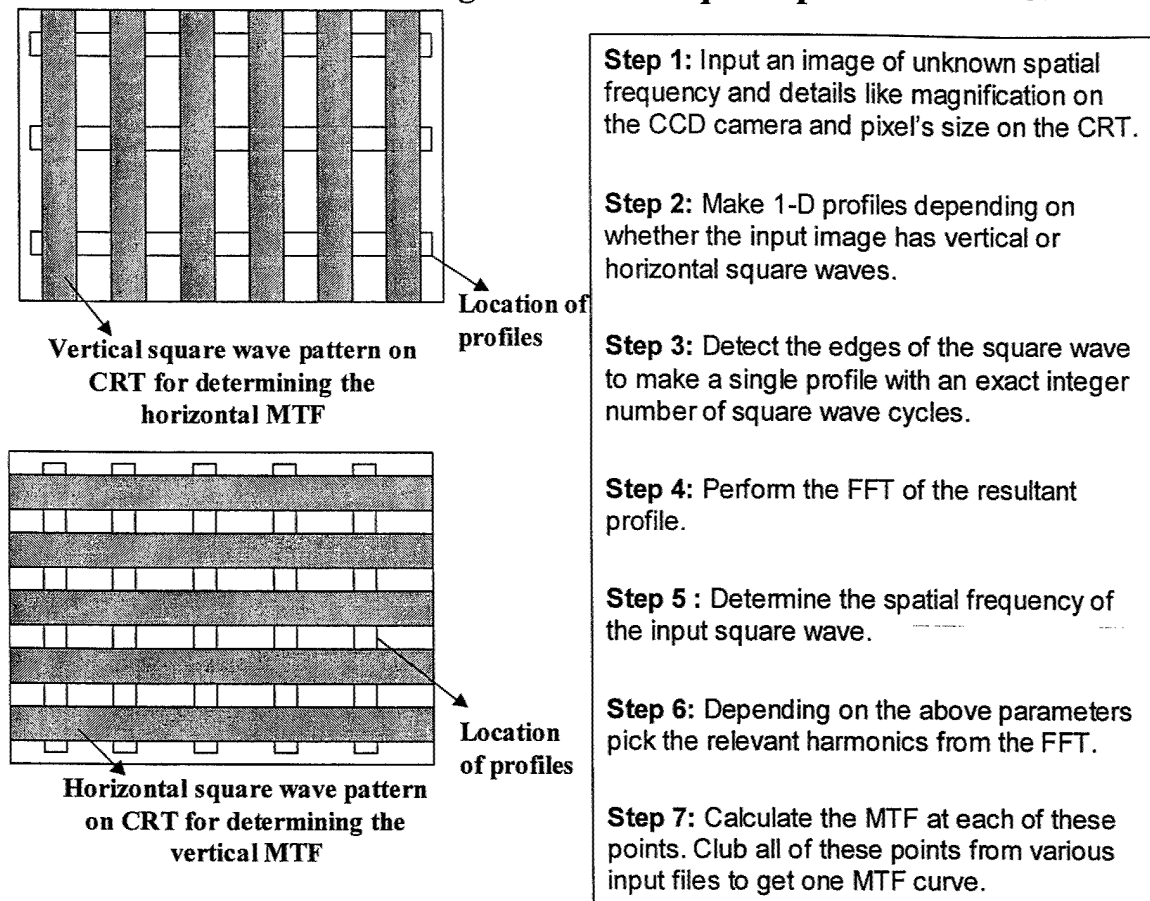 Vertical square wave pattern on
CRT for determining the
horizontal MTF
Location of
profiles
Horizontal square wave pattern
on CRT for determining the
vertical MTF
Location
of profiles
Step 1: Input an image of unknown spatial
frequency and details like magnification on
the CCD camera and pixel's size on the CRT.
Step 2: Make 1-D profiles depending on
whether the input image has vertical or
horizontal square waves.
Step 3: Detect the edges of the square wave
to make a single profile with an exact integer
number of square wave cycles.
Step 4: Perform the FFT of the resultant
profile.
Step 5 : Determine the spatial frequency of
the input square wave.
Step 6: Depending on the above parameters
pick the relevant harmonics from the FFT.
Step 7: Calculate the MTF at each of these
points. Club all of these points from various
input files to get one MTF curve.